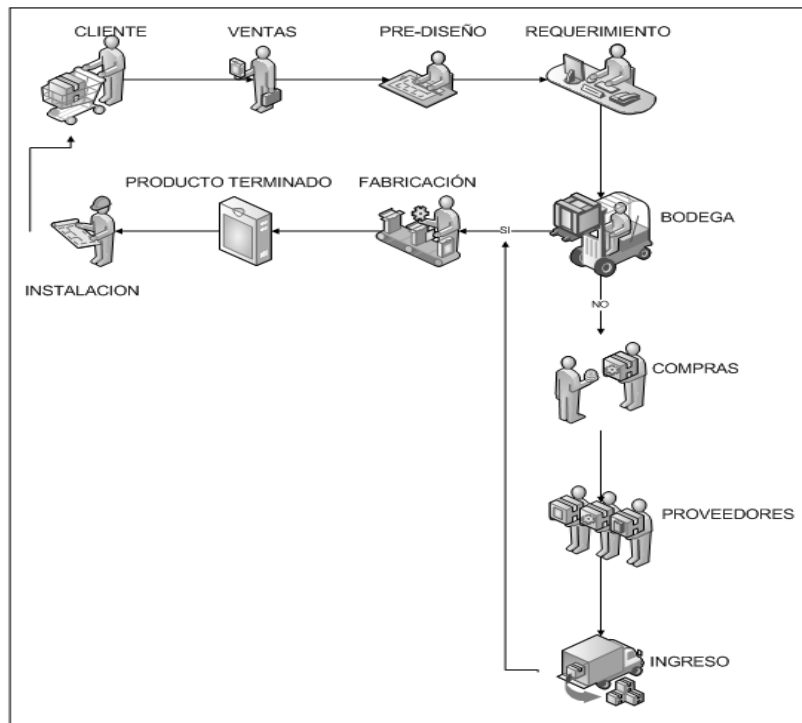 CLIENTE
VENTAS
PRE-DISEÑO
REQUERIMIENTO
PRODUCTO TERMINADO
FABRICACIÓN
BODEGA
SI
INSTALACION
NO
COMPRAS
PROVEEDORES
INGRESO